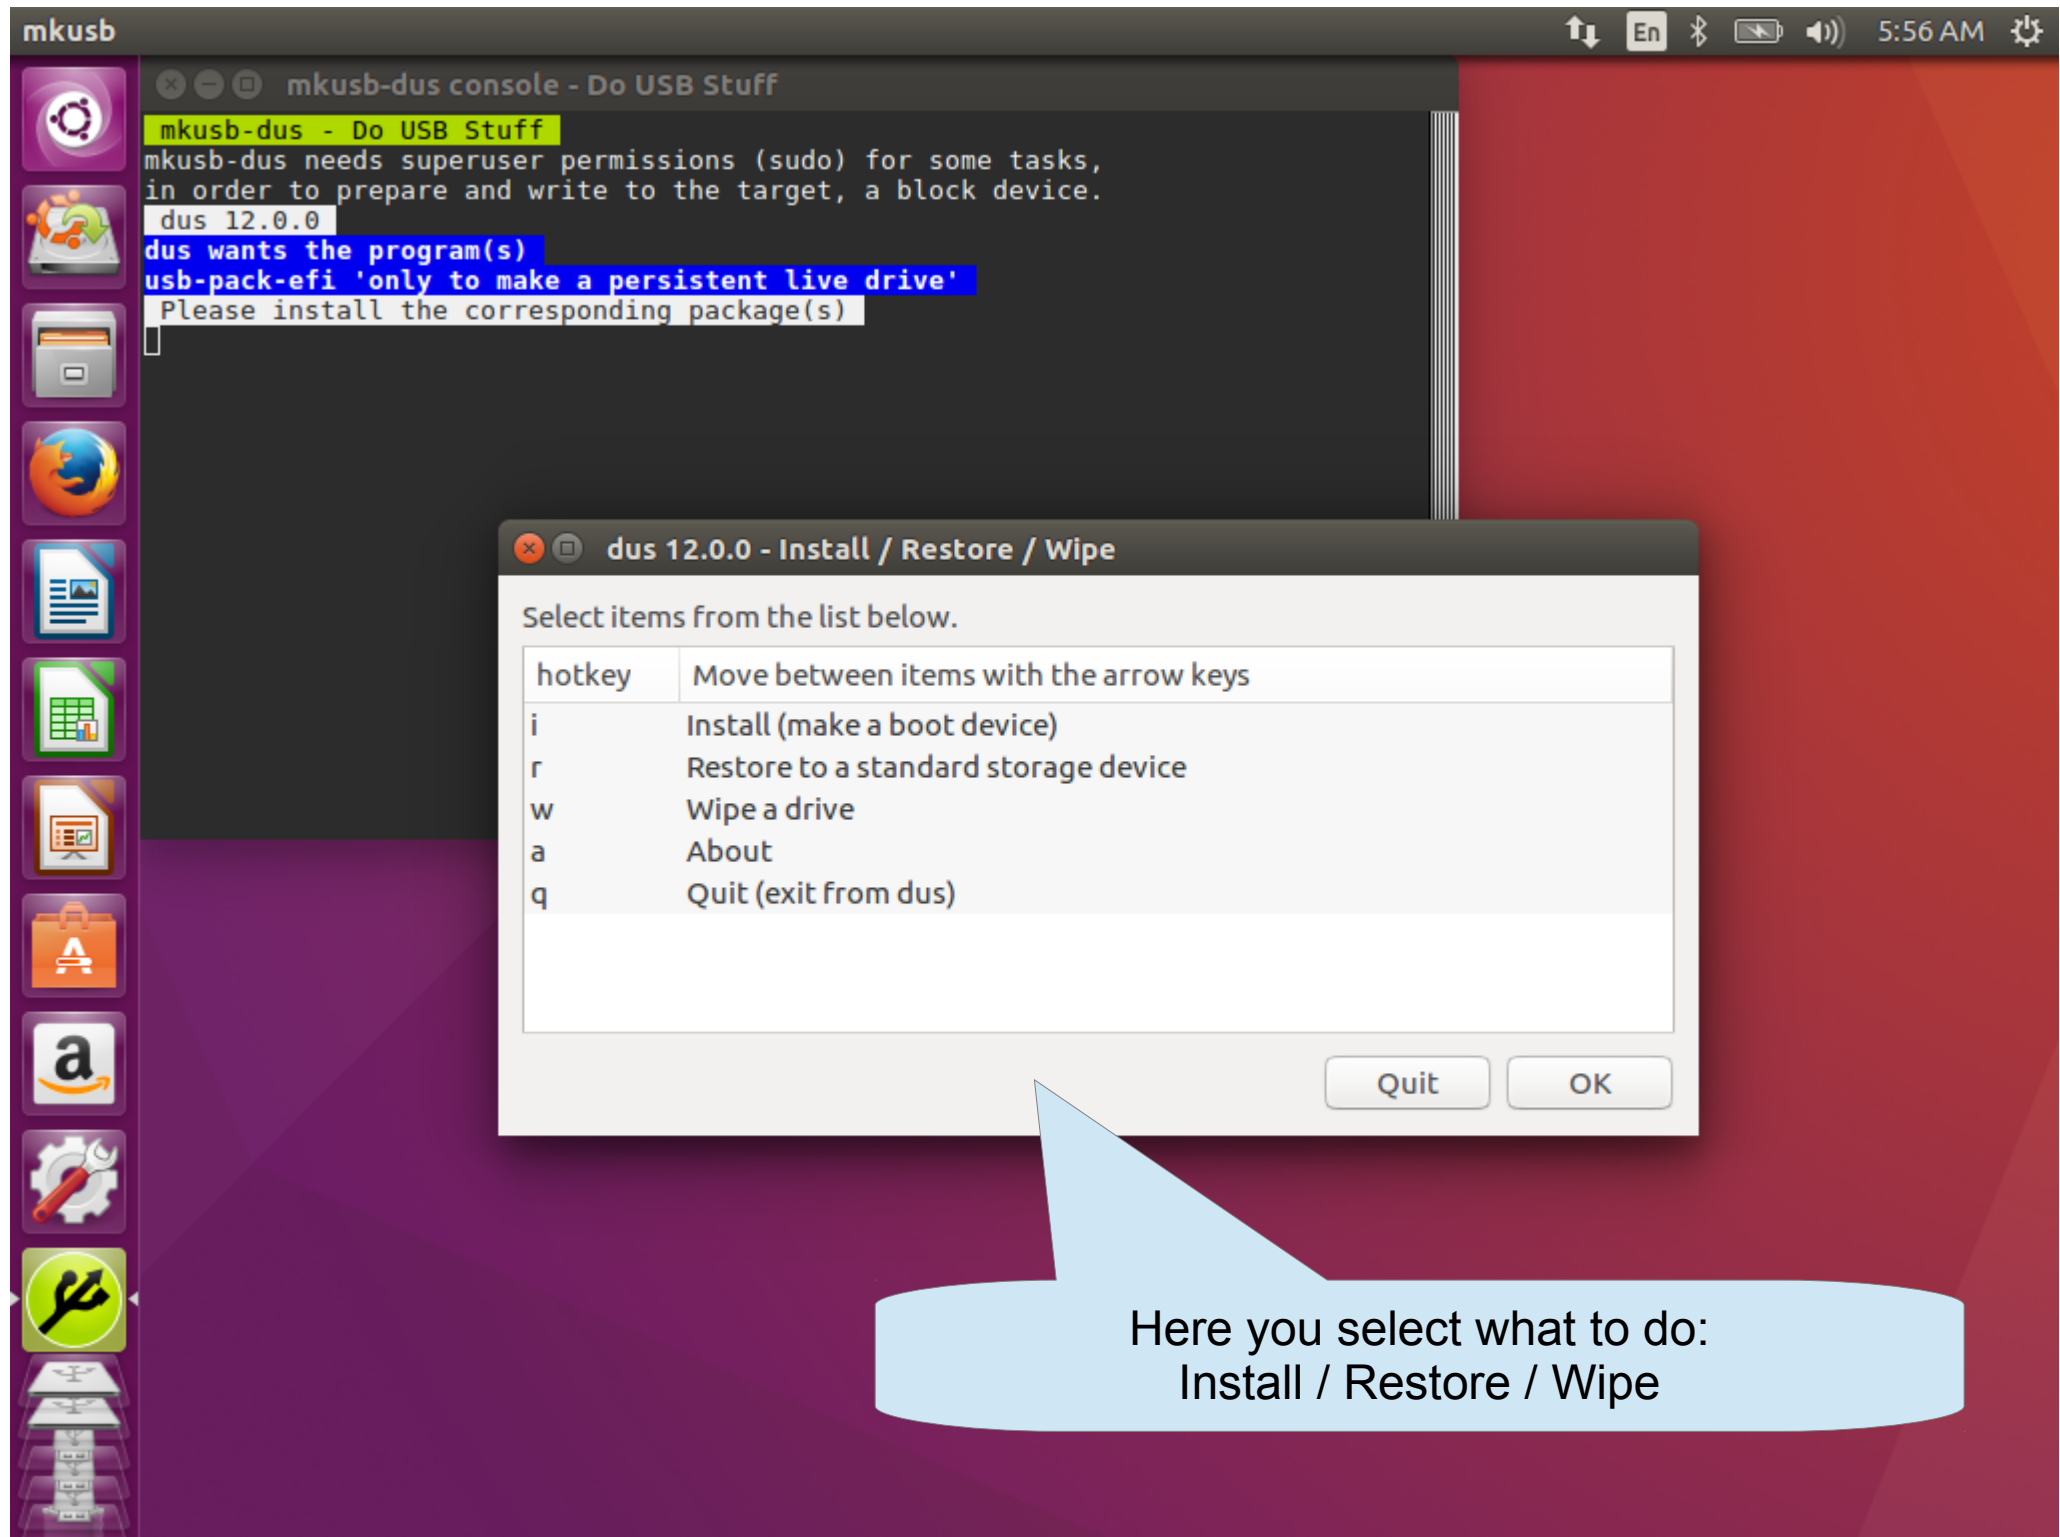 mkusb
En
5:56 AM
mkusb-dus console - Do USB Stuff
mkusb-dus - Do USB Stuff
mkusb-dus needs superuser permissions (sudo) for some tasks,
in order to prepare and write to the target, a block device.
dus 12.0.0
dus wants the program(s)
usb-pack-efi 'only to make a persistent live drive'
Please install the corresponding package(s)
dus 12.0.0 - Install / Restore / Wipe
Select items from the list below.
hotkey Move between items with the arrow keys
i Install (make a boot device)
r Restore to a standard storage device
w Wipe a drive
a About
q Quit (exit from dus)
Quit OK
Here you select what to do:
Install / Restore / Wipe